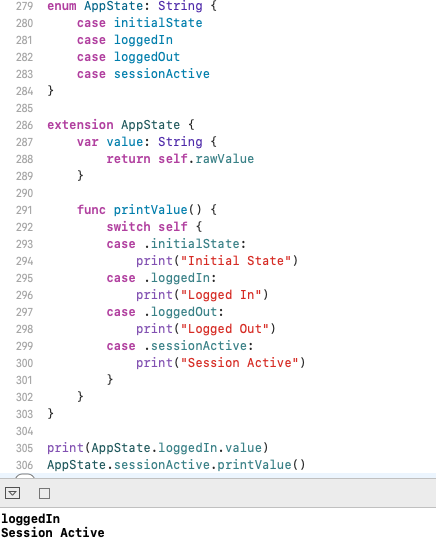 279 enum AppState: String {
280     case initialState
281     case loggedIn
282     case loggedOut
283     case sessionActive
284 }
285
286 extension AppState {
287     var value: String {
288         return self.rawValue
289     }
290
291     func printValue() {
292         switch self {
293         case .initialState:
294             print("Initial State")
295         case .loggedIn:
296             print("Logged In")
297         case .loggedOut:
298             print("Logged Out")
299         case .sessionActive:
300             print("Session Active")
301         }
302     }
303 }
304
305 print(AppState.loggedIn.value)
306 AppState.sessionActive.printValue()
loggedIn
Session Active